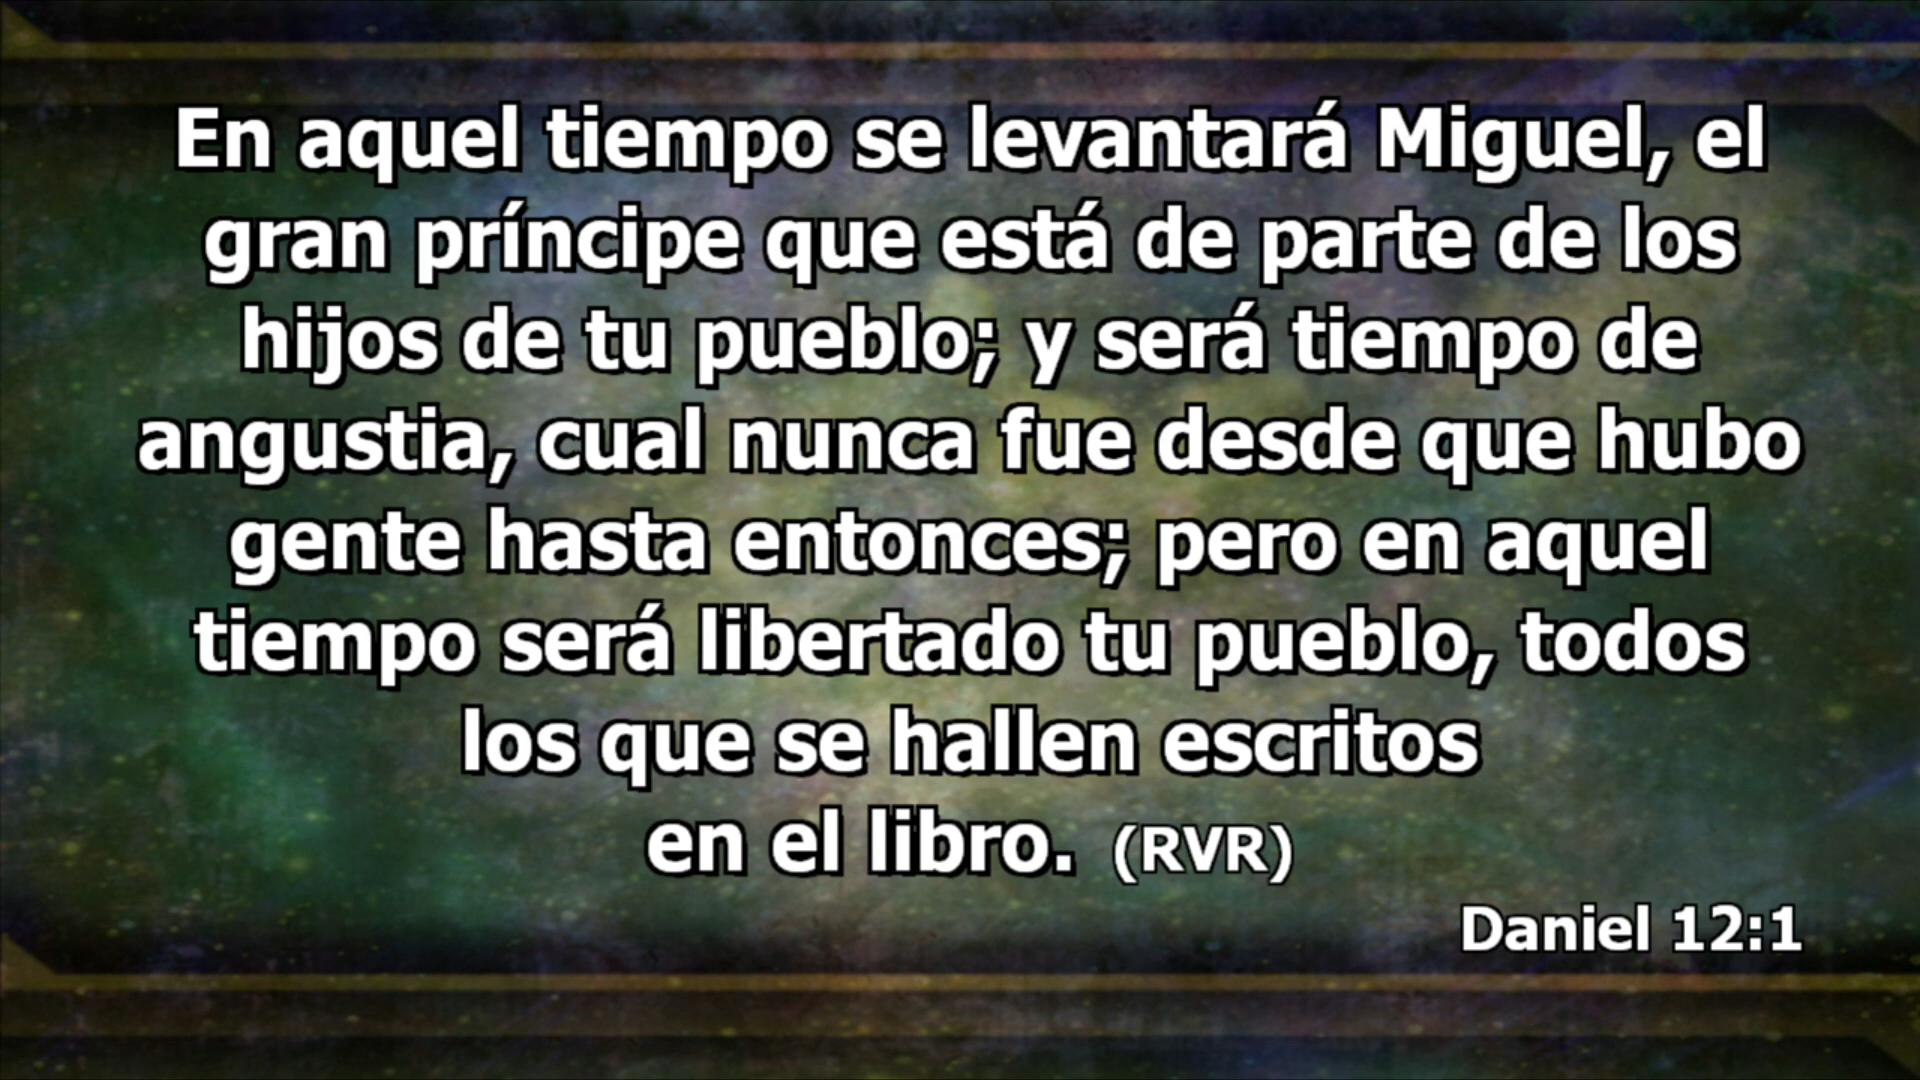 En aquel tiempo se levantará Miguel, el
gran príncipe que está de parte de los
hijos de tu pueblo; y será tiempo de
angustia, cual nunca fue desde que hubo
gente hasta entonces; pero en aquel
tiempo será libertado tu pueblo, todos
los que se hallen escritos
en el libro. (RVR)
Daniel 12:1